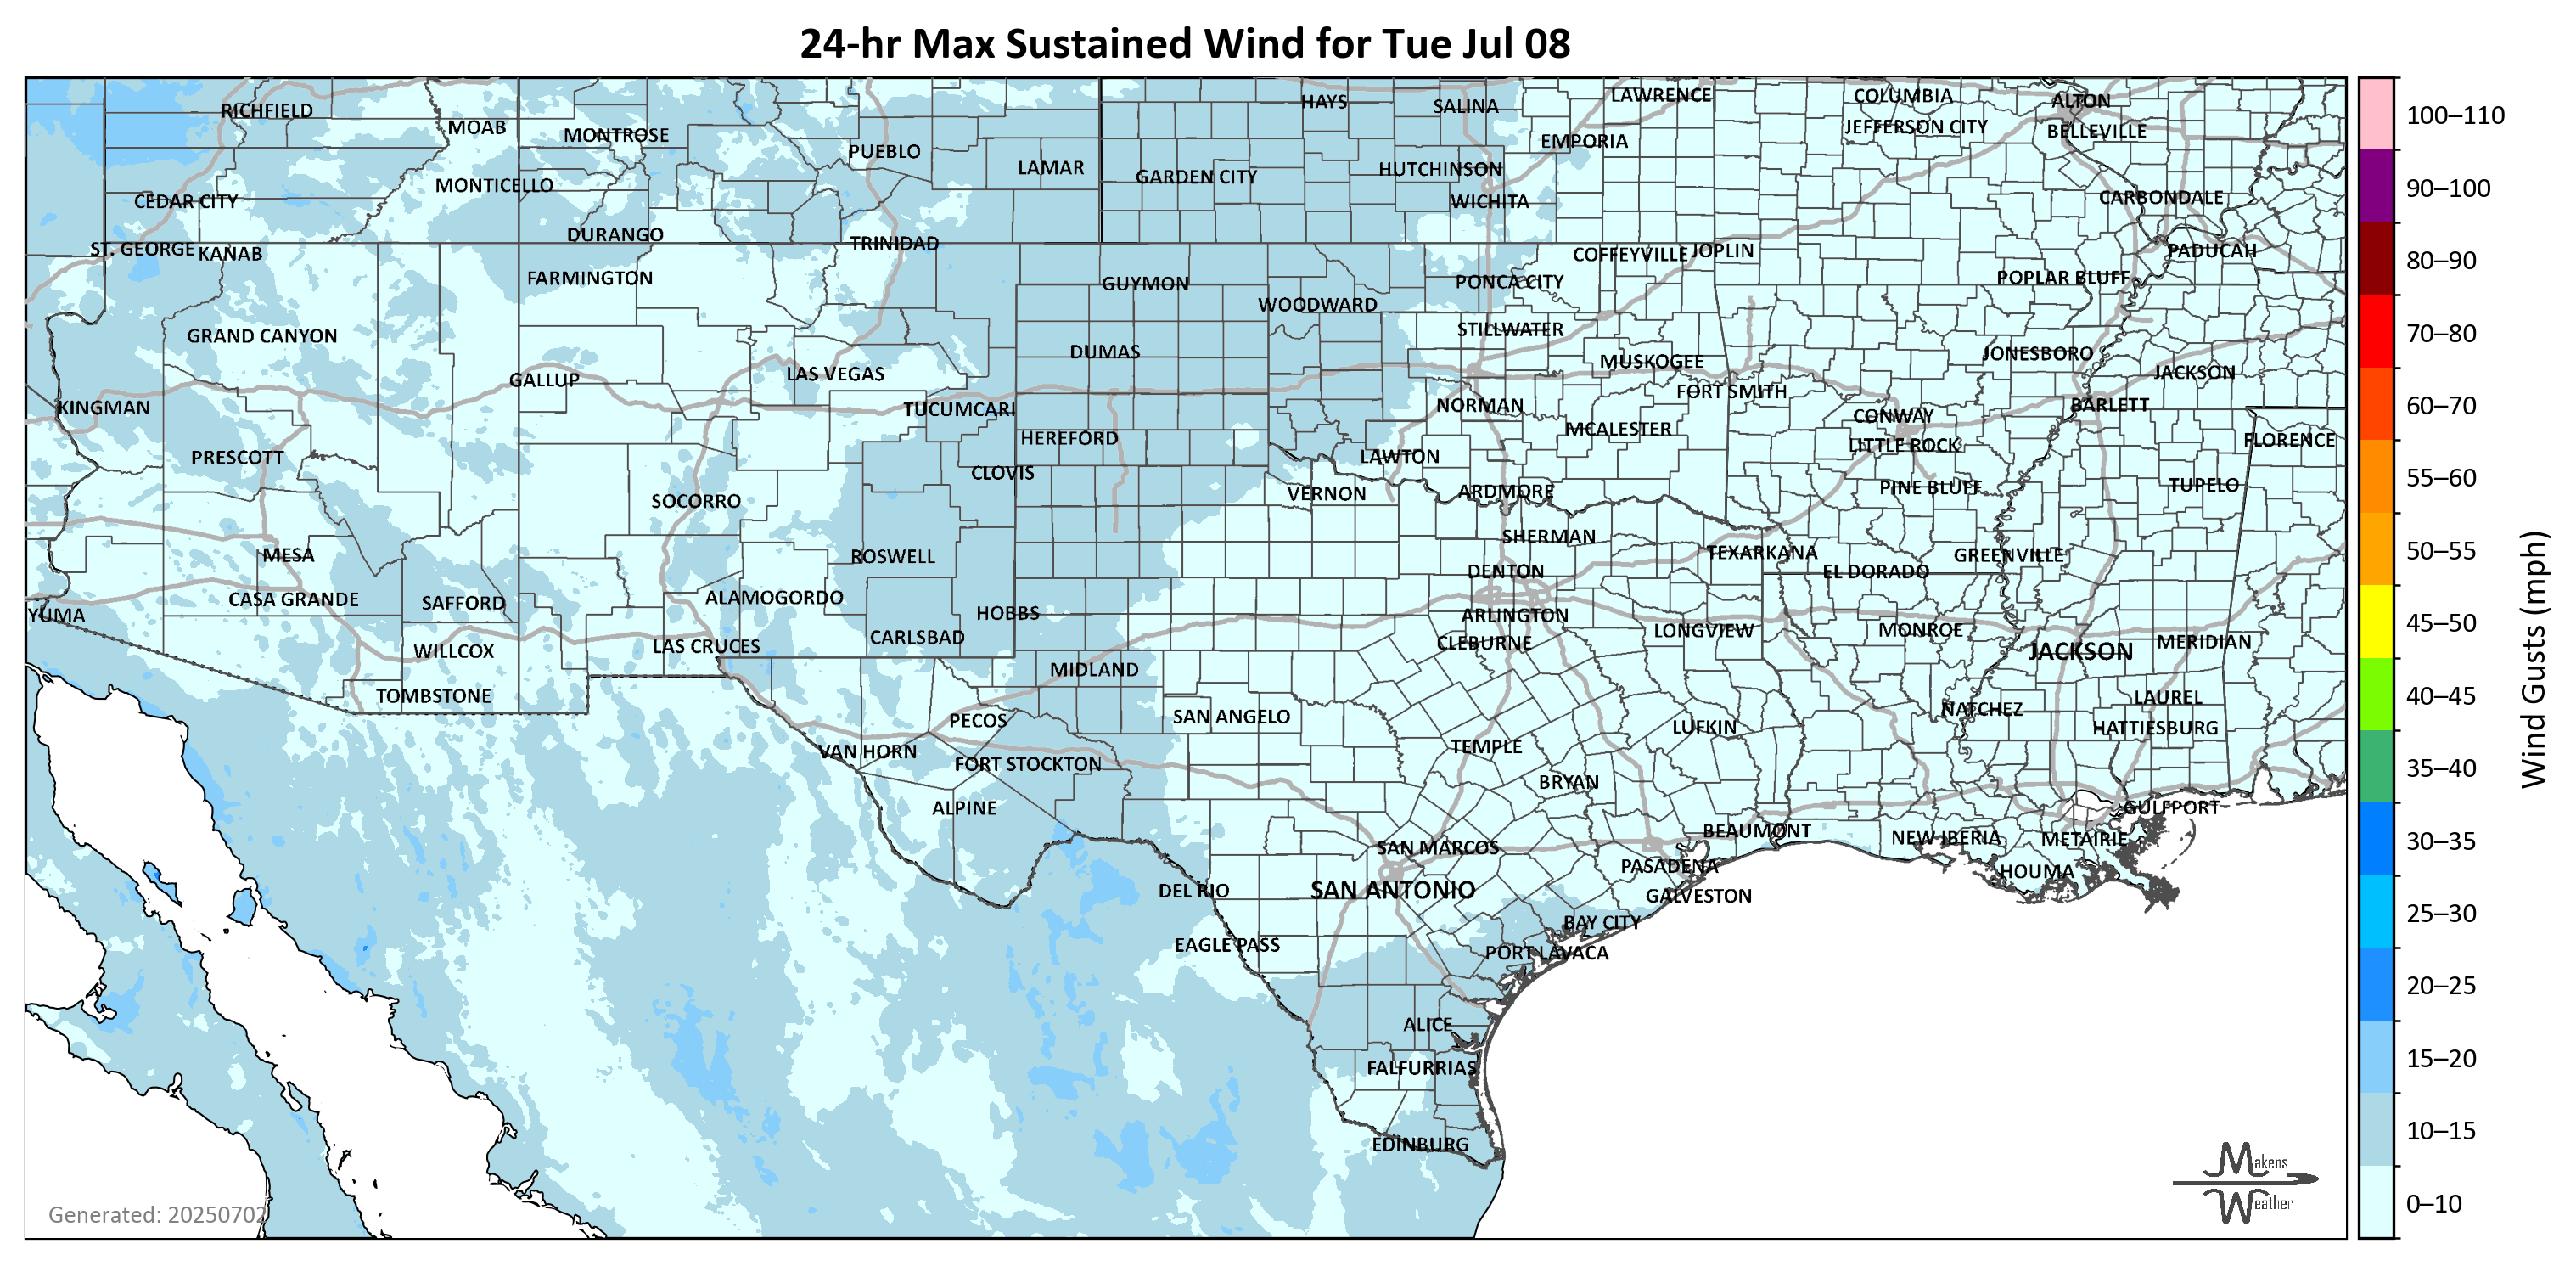 24-hr Max Sustained Wind for Tue Jul 08
RICHFIELD
MOAB
MONTROSE
PUEBLO
LAMAR
HAYS
SALINA
LAWRENCE
COLUMBIA
ALTON
EMPORIA
JEFFERSON CITY
BELLEVILLE
MONTICELLO
GARDEN CITY
HUTCHINSON
CEDAR CITY
WICHITA
CARBONDALE
ST. GEORGE
KANAB
DURANGO
TRINIDAD
COFFEYVILLE
JOPLIN
PADUCAH
FARMINGTON
GUYMON
PONCA CITY
POPLAR BLUFF
WOODWARD
GRAND CANYON
STILLWATER
DUMAS
MUSKOGEE
JONESBORO
GALLUP
LAS VEGAS
FORT SMITH
JACKSON
KINGMAN
TUCUMCARI
NORMAN
CONWAY
BARLETT
HEREFORD
MCALESTER
LITTLE ROCK
FLORENCE
PRESCOTT
CLOVIS
LAWTON
SOCORRO
VERNON
ARDMORE
PINE BLUFF
TUPELO
MESA
ROSWELL
SHERMAN
TEXARKANA
GREENVILLE
DENTON
EL DORADO
YUMA
CASA GRANDE
SAFFORD
ALAMOGORDO
HOBBS
ARLINGTON
WILLCOX
LAS CRUCES
CARLSBAD
CLEBURNE
LONGVIEW
MONROE
JACKSON
MERIDIAN
TOMBSTONE
MIDLAND
PECOS
SAN ANGELO
LUFKIN
NATCHEZ
LAUREL
HATTIESBURG
VAN HORN
FORT STOCKTON
TEMPLE
ALPINE
BRYAN
GULFPORT
BEAUMONT
NEW IBERIA
METAIRIE
SAN MARCOS
PASADENA
HOUMA
DEL RIO
SAN ANTONIO
GALVESTON
EAGLE PASS
BAY CITY
PORT LAVACA
ALICE
FALFURRIAS
EDINBURG
Generated: 20250702
Makens
Weather
100–110
90–100
80–90
70–80
60–70
55–60
50–55
45–50
40–45
35–40
30–35
25–30
20–25
15–20
10–15
0–10
Wind Gusts (mph)